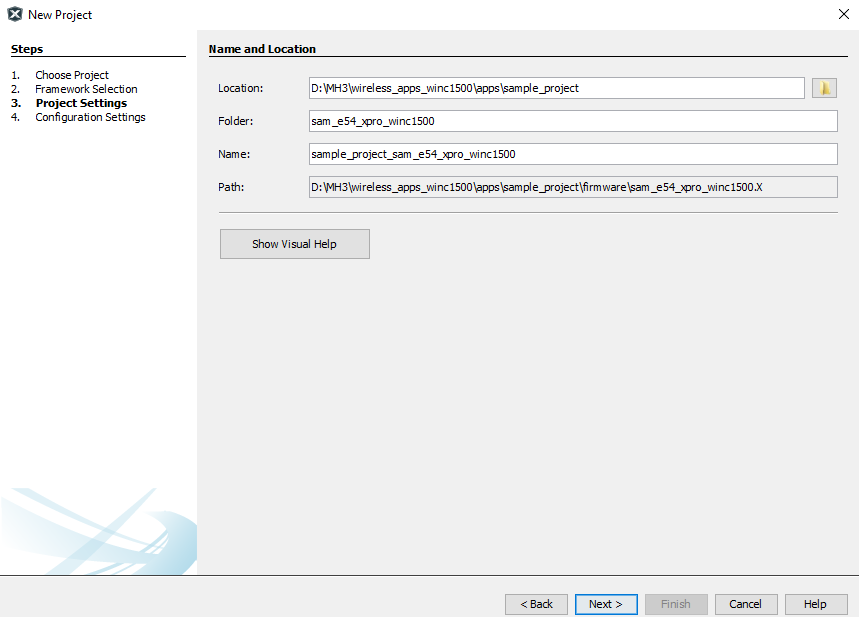 New Project
Steps
1. Choose Project
2. Framework Selection
3. Project Settings
4. Configuration Settings
Name and Location
Location: D:\MH3\wireless_apps_winc1500\apps\sample_project
Folder: sam_e54_xpro_winc1500
Name: sample_project_sam_e54_xpro_winc1500
Path: D:\MH3\wireless_apps_winc1500\apps\sample_project\firmware\sam_e54_xpro_winc1500.X
Show Visual Help
< Back Next > Finish Cancel Help